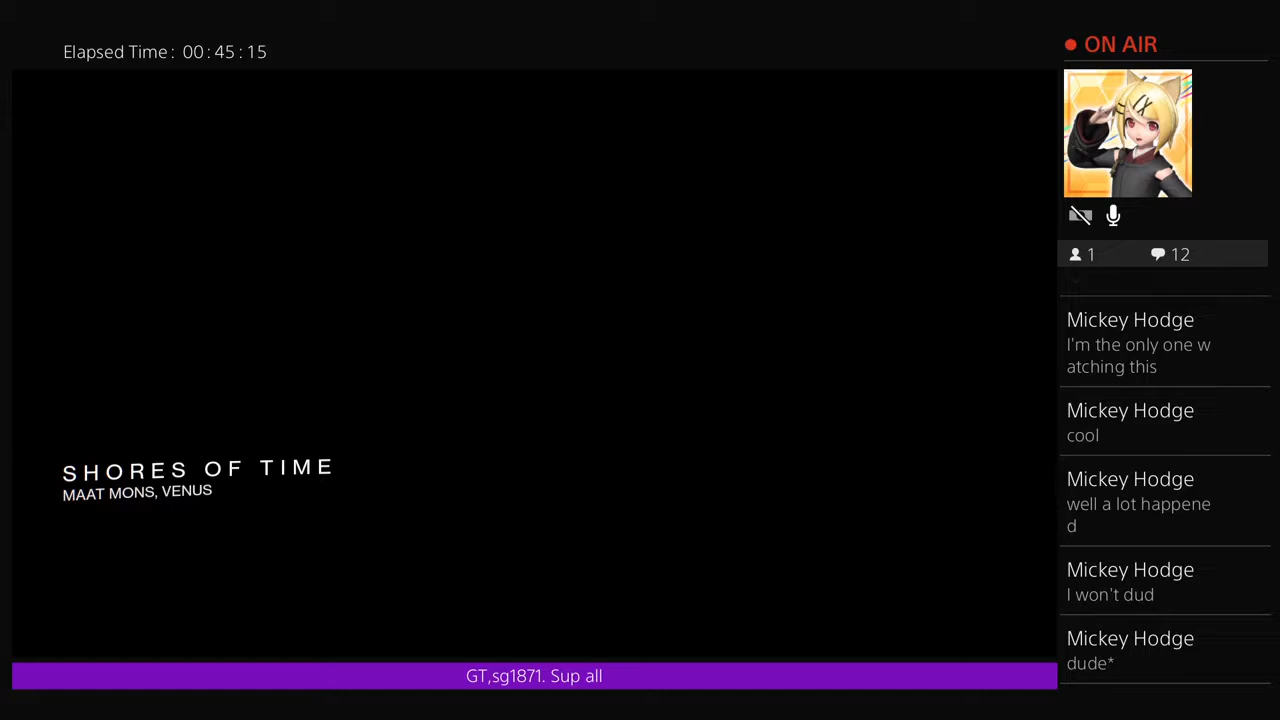 Elapsed Time: 00:45:15
ON AIR
1 12
Mickey Hodge
I'm the only one w
atching this
Mickey Hodge
cool
Mickey Hodge
well a lot happene
d
Mickey Hodge
I won't dud
Mickey Hodge
dude*
SHORES OF TIME
MAAT MONS, VENUS
GT,sg1871. Sup all